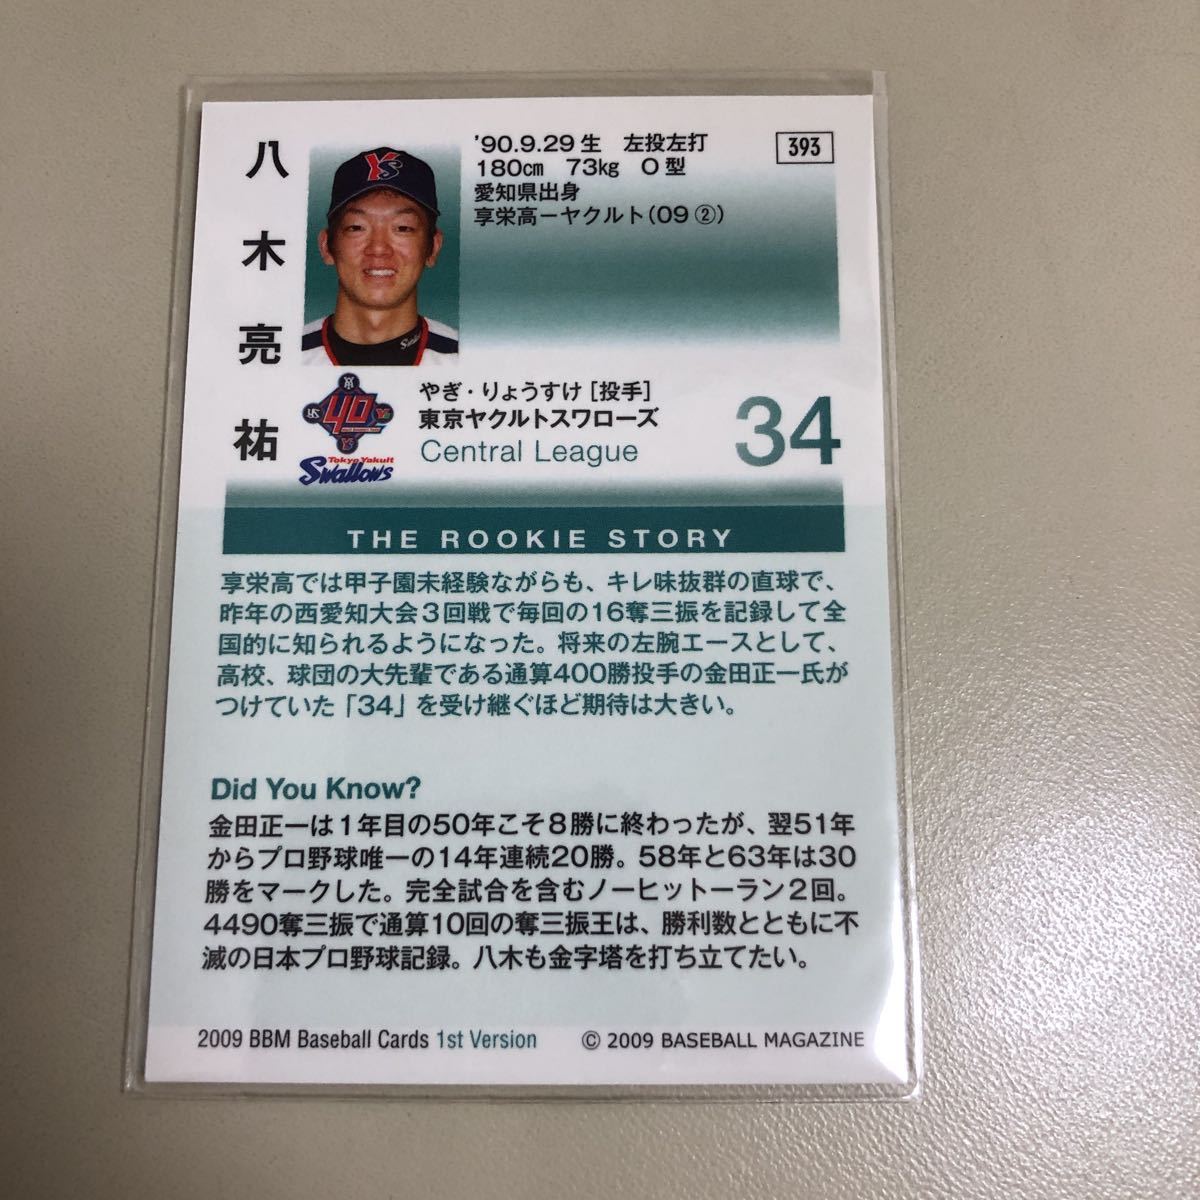 八木亮祐
YS
'90.9.29生 左投左打
180cm 73kg O型
愛知県出身
享栄高ーヤクルト(09②)
393
Swallows
40
Tokyo Yakult
Swallows
やぎ・りょうすけ[投手]
東京ヤクルトスワローズ
Central League
34
THE ROOKIE STORY
享栄高では甲子園未経験ながらも、キレ味抜群の直球で、
昨年の西愛知大会3回戦で毎回の16奪三振を記録して全
国的に知られるようになった。将来の左腕エースとして、
高校、球団の大先輩である通算400勝投手の金田正一氏が
つけていた「34」を受け継ぐほど期待は大きい。
Did You Know?
金田正一は1年目の50年こそ8勝に終わったが、翌51年
からプロ野球唯一の14年連続20勝。58年と63年は30
勝をマークした。完全試合を含むノーヒットーラン2回。
4490奪三振で通算10回の奪三振王は、勝利数とともに不
滅の日本プロ野球記録。八木も金字塔を打ち立てたい。
2009 BBM Baseball Cards 1st Version
© 2009 BASEBALL MAGAZINE